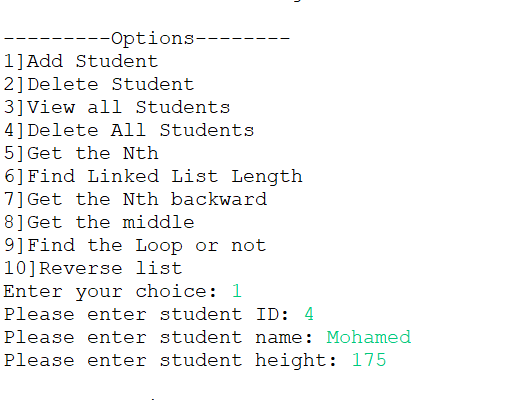 ---------Options--------
1]Add Student
2]Delete Student
3]View all Students
4]Delete All Students
5]Get the Nth
6]Find Linked List Length
7]Get the Nth backward
8]Get the middle
9]Find the Loop or not
10]Reverse list
Enter your choice: 1
Please enter student ID: 4
Please enter student name: Mohamed
Please enter student height: 175